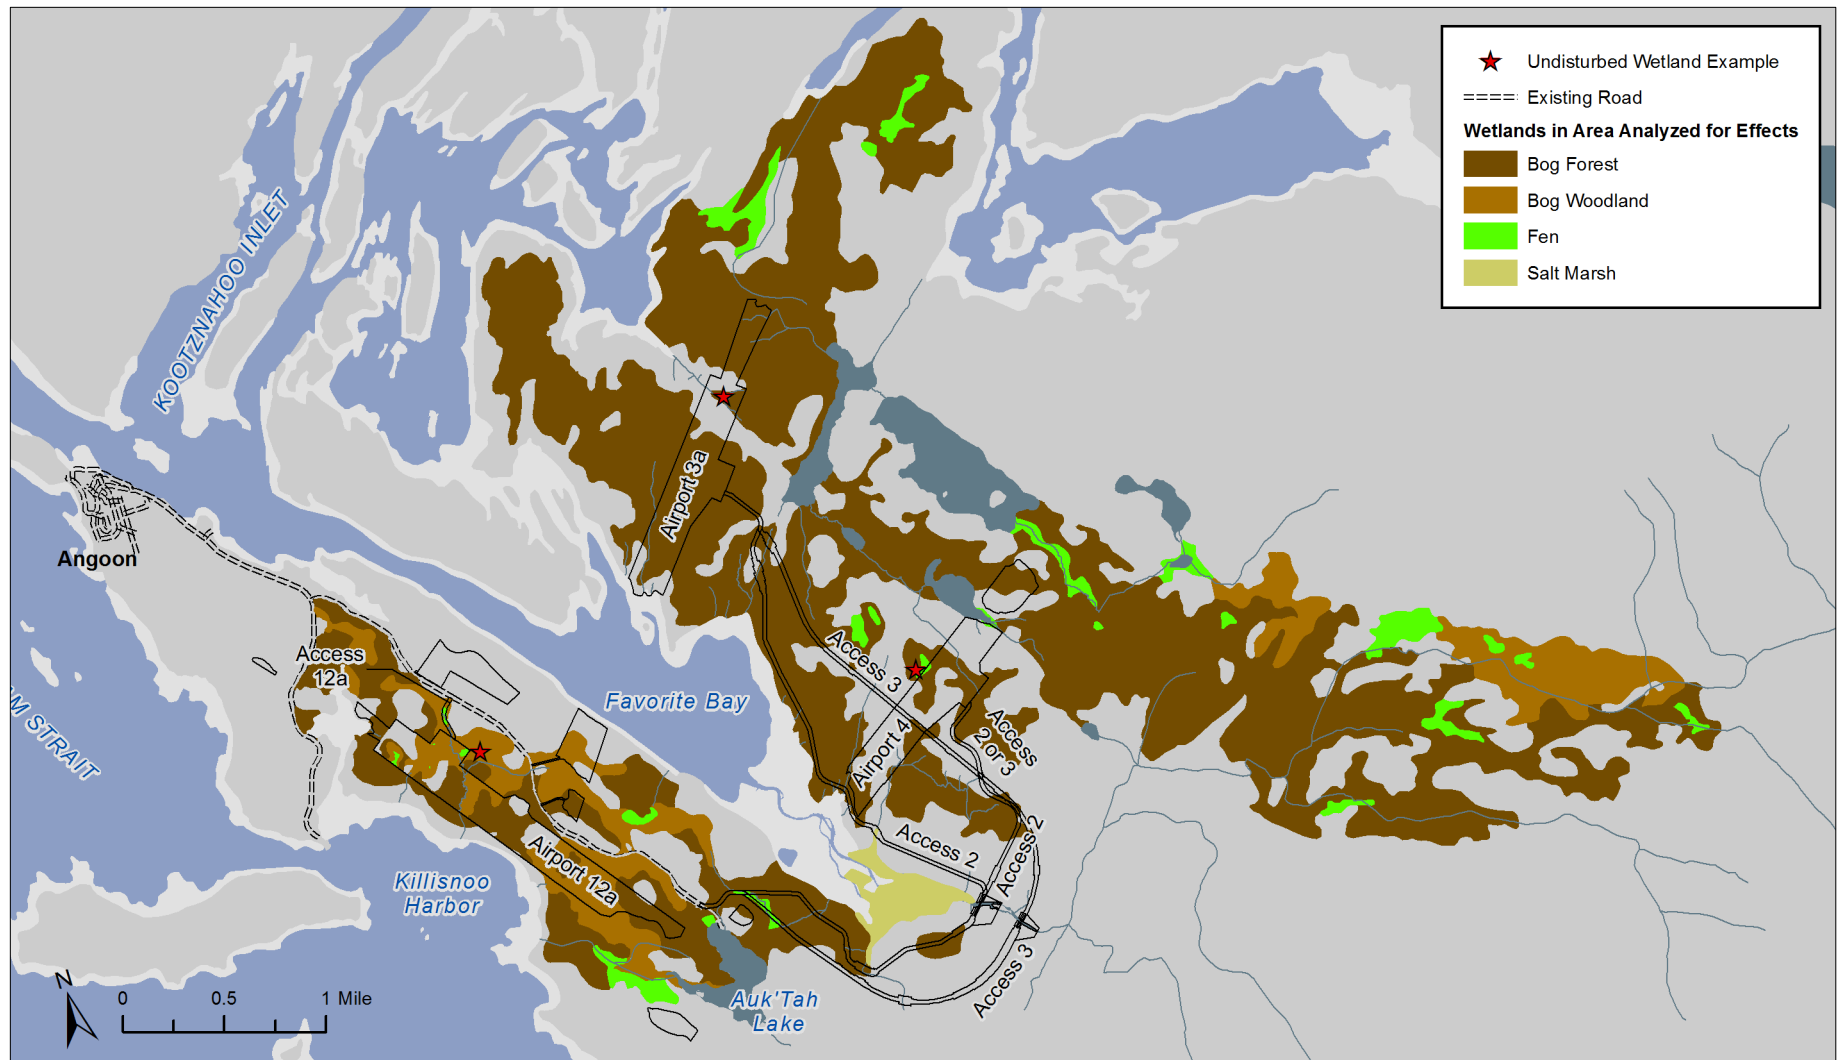 Undisturbed Wetland Example
Existing Road
Wetlands in Area Analyzed for Effects
Bog Forest
Bog Woodland
Fen
Salt Marsh
KOOTZNAHOO INLET
Airport 3a
Angoon
Access
12a
Access 3
Favorite Bay
M STRAIT
Access
2 or 3
Airport 4
Access 2
Access 2
Airport 12a
Killisnoo
Harbor
Access 3
Auk'Tah
Lake
N
0 0.5 1 Mile